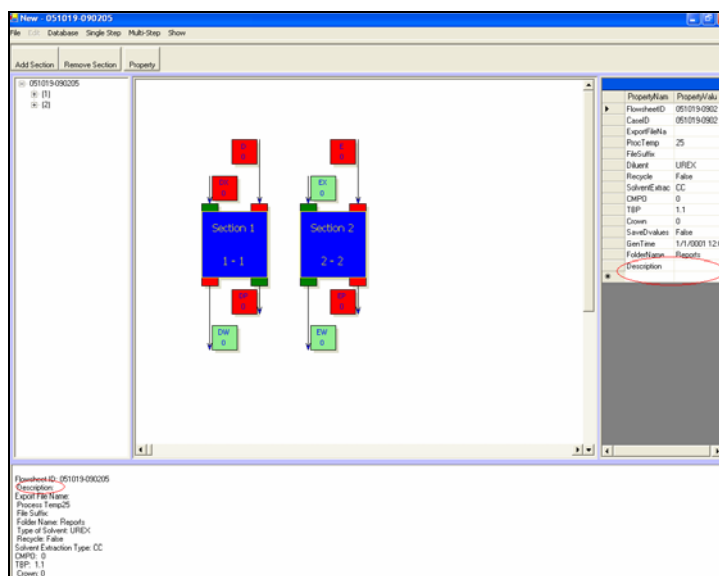 New - 051019-090205
File Edit Database Single Step Multi-Step Show
Add Section Remove Section Property
051019-090205
[1]
[2]
PropertyNam PropertyValu
FlowsheetID 051019-0902
CaseID 051019-0902
ExportFileNa
ProcTemp 25
FileSuffix
Diluent UREX
Recycle False
SolventExtrac CC
CMPO 0
TBP 1.1
Crown 0
SaveDvalues False
GenTime 1/1/0001 12:
FolderName Reports
Description
EX
0
Section 1
1 - 1
Section 2
2 - 2
DW
0
EW
0
Flowsheet ID: 051019-090205
Description:
Export File Name:
Process Temp25
File Suffix:
Folder Name: Reports
Type of Solvent: UREX
Recycle: False
Solvent Extraction Type: CC
CMPO: 0
TBP: 1.1
Crown: 0